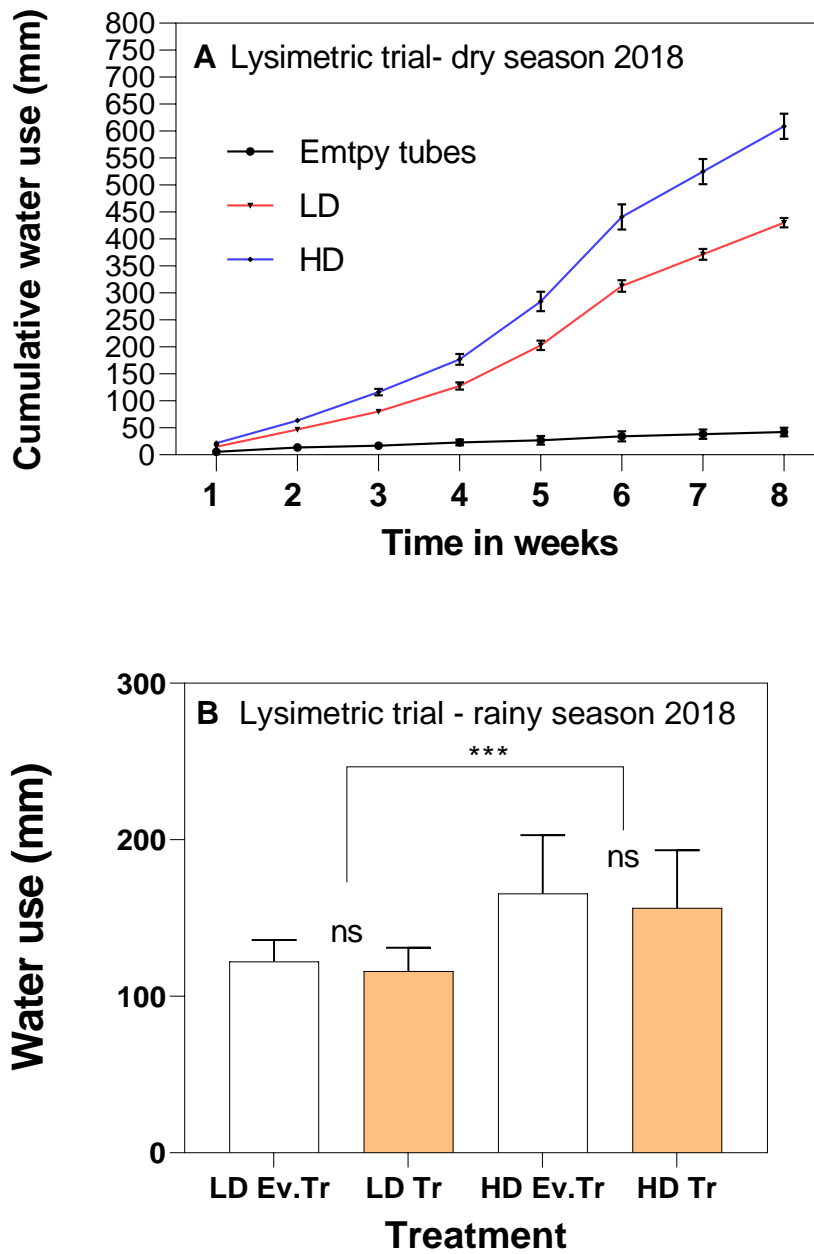 Cumulative water use (mm)
800
750
700
650
600
550
500
450
400
350
300
250
200
150
100
50
0
A Lysimetric trial- dry season 2018
Emtpy tubes
LD
HD
1 2 3 4 5 6 7 8
Time in weeks
Water use (mm)
300
200
100
0
B Lysimetric trial - rainy season 2018
***
ns
ns
LD Ev.Tr LD Tr HD Ev.Tr HD Tr
Treatment